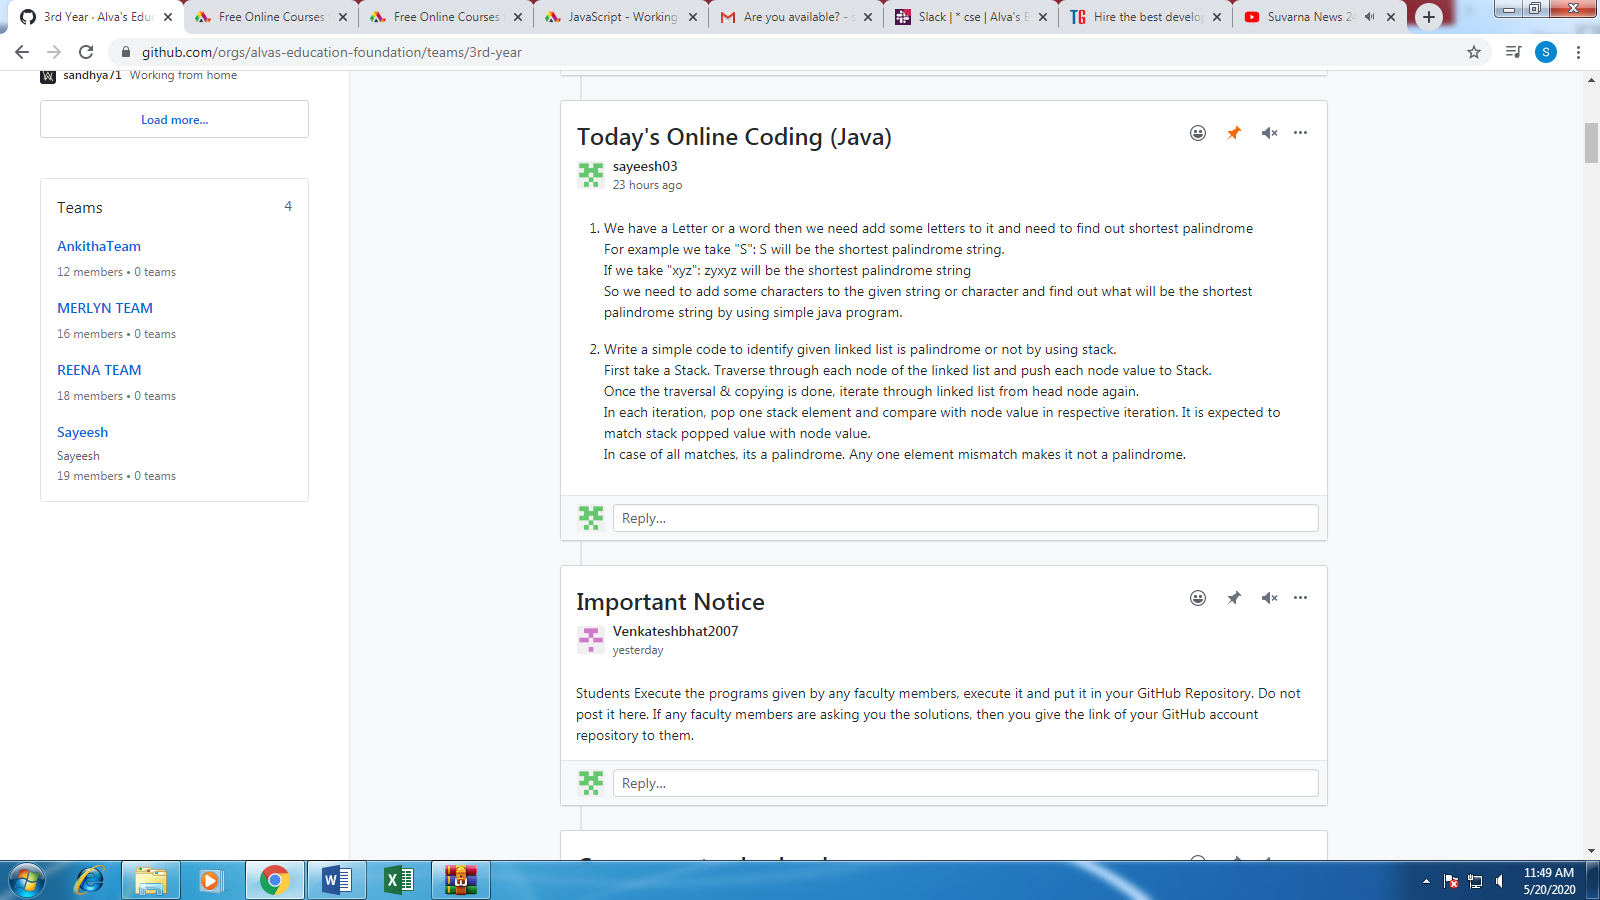 3rd Year · Alva's Edu
Free Online Courses
Free Online Courses
JavaScript - Working
Are you available? - s
Slack | * cse | Alva's E
Hire the best develop
Suvarna News 24
github.com/orgs/alvas-education-foundation/teams/3rd-year
S
sandhya71 Working from home
Load more...
Teams 4
AnkithaTeam
12 members • 0 teams
MERLYN TEAM
16 members • 0 teams
REENA TEAM
18 members • 0 teams
Sayeesh
Sayeesh
19 members • 0 teams
Today's Online Coding (Java)
sayeesh03
23 hours ago
1. We have a Letter or a word then we need add some letters to it and need to find out shortest palindrome
For example we take "S": S will be the shortest palindrome string.
If we take "xyz": zyxyz will be the shortest palindrome string
So we need to add some characters to the given string or character and find out what will be the shortest
palindrome string by using simple java program.
2. Write a simple code to identify given linked list is palindrome or not by using stack.
First take a Stack. Traverse through each node of the linked list and push each node value to Stack.
Once the traversal & copying is done, iterate through linked list from head node again.
In each iteration, pop one stack element and compare with node value in respective iteration. It is expected to
match stack popped value with node value.
In case of all matches, its a palindrome. Any one element mismatch makes it not a palindrome.
Reply...
Important Notice
Venkateshbhat2007
yesterday
Students Execute the programs given by any faculty members, execute it and put it in your GitHub Repository. Do not
post it here. If any faculty members are asking you the solutions, then you give the link of your GitHub account
repository to them.
Reply...
11:49 AM
5/20/2020